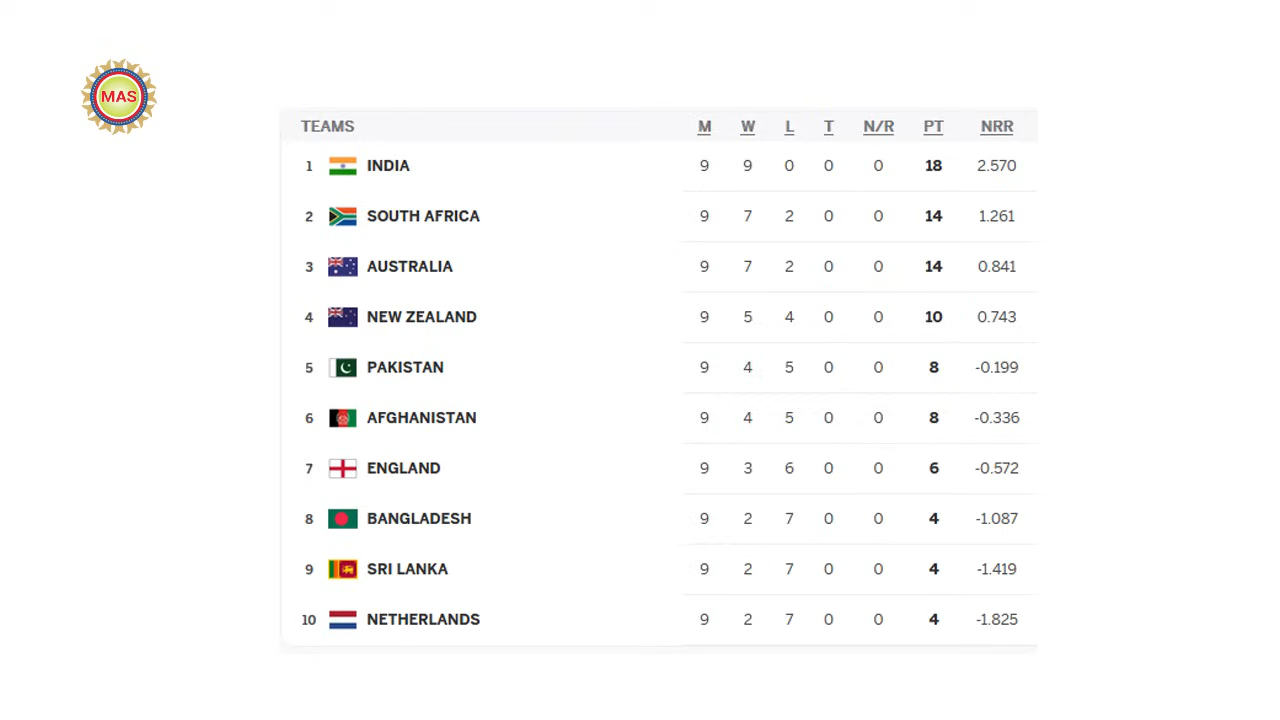 MAS
TEAMS M W L T N/R PT NRR
1 INDIA 9 9 0 0 0 18 2.570
2 SOUTH AFRICA 9 7 2 0 0 14 1.261
3 AUSTRALIA 9 7 2 0 0 14 0.841
4 NEW ZEALAND 9 5 4 0 0 10 0.743
5 PAKISTAN 9 4 5 0 0 8 -0.199
6 AFGHANISTAN 9 4 5 0 0 8 -0.336
7 ENGLAND 9 3 6 0 0 6 -0.572
8 BANGLADESH 9 2 7 0 0 4 -1.087
9 SRI LANKA 9 2 7 0 0 4 -1.419
10 NETHERLANDS 9 2 7 0 0 4 -1.825